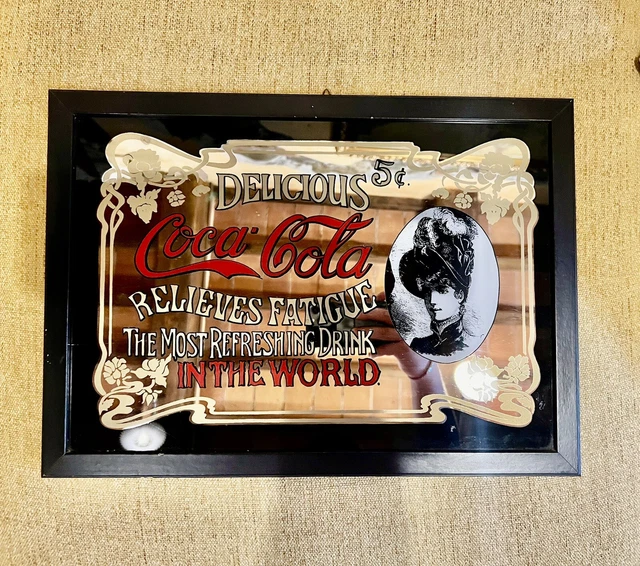 DELICIOUS 5¢.
Coca-Cola
RELIEVES FATIGUE
THE MOST REFRESHING DRINK
IN THE WORLD.